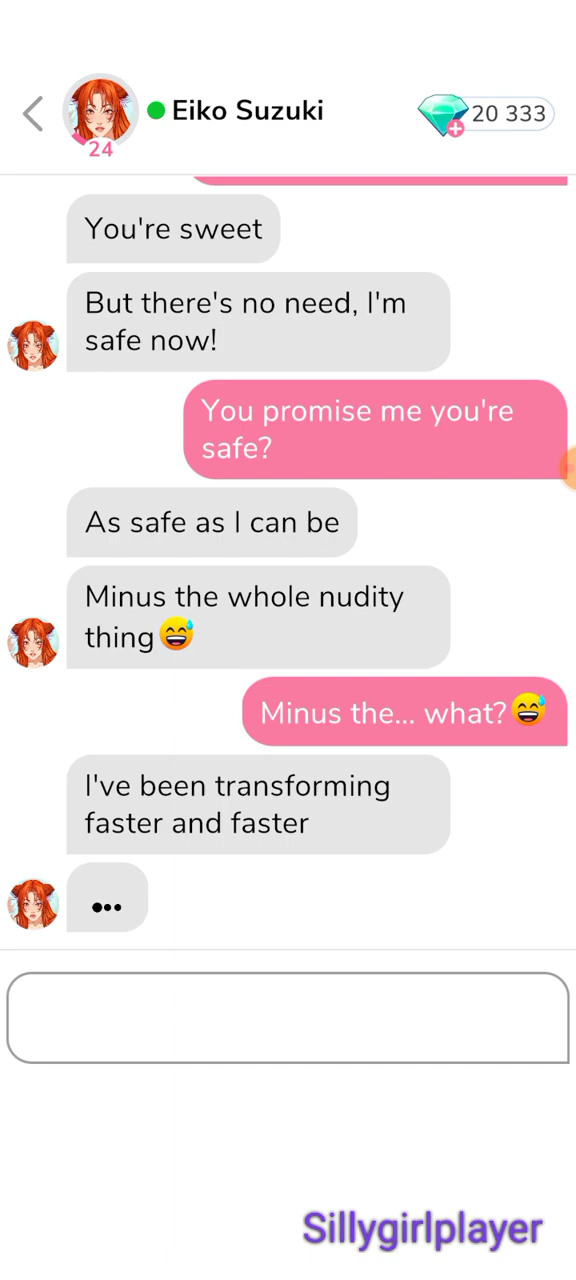 Eiko Suzuki
20 333
24
You're sweet
But there's no need, I'm
safe now!
You promise me you're
safe?
As safe as I can be
Minus the whole nudity
thing😅
Minus the... what?😅
I've been transforming
faster and faster
•••
Sillygirlplayer